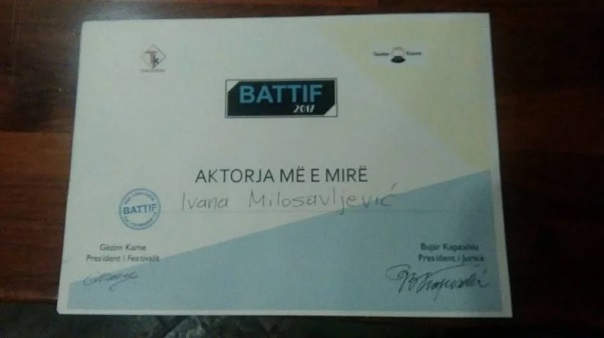 BATTIF
2017
AKTORJA MË E MIRË
Ivana Milosavljević
BATTIF
Gëzim Kame
President i Festivalit
Bujar Kapexhiu
President i Jurisë